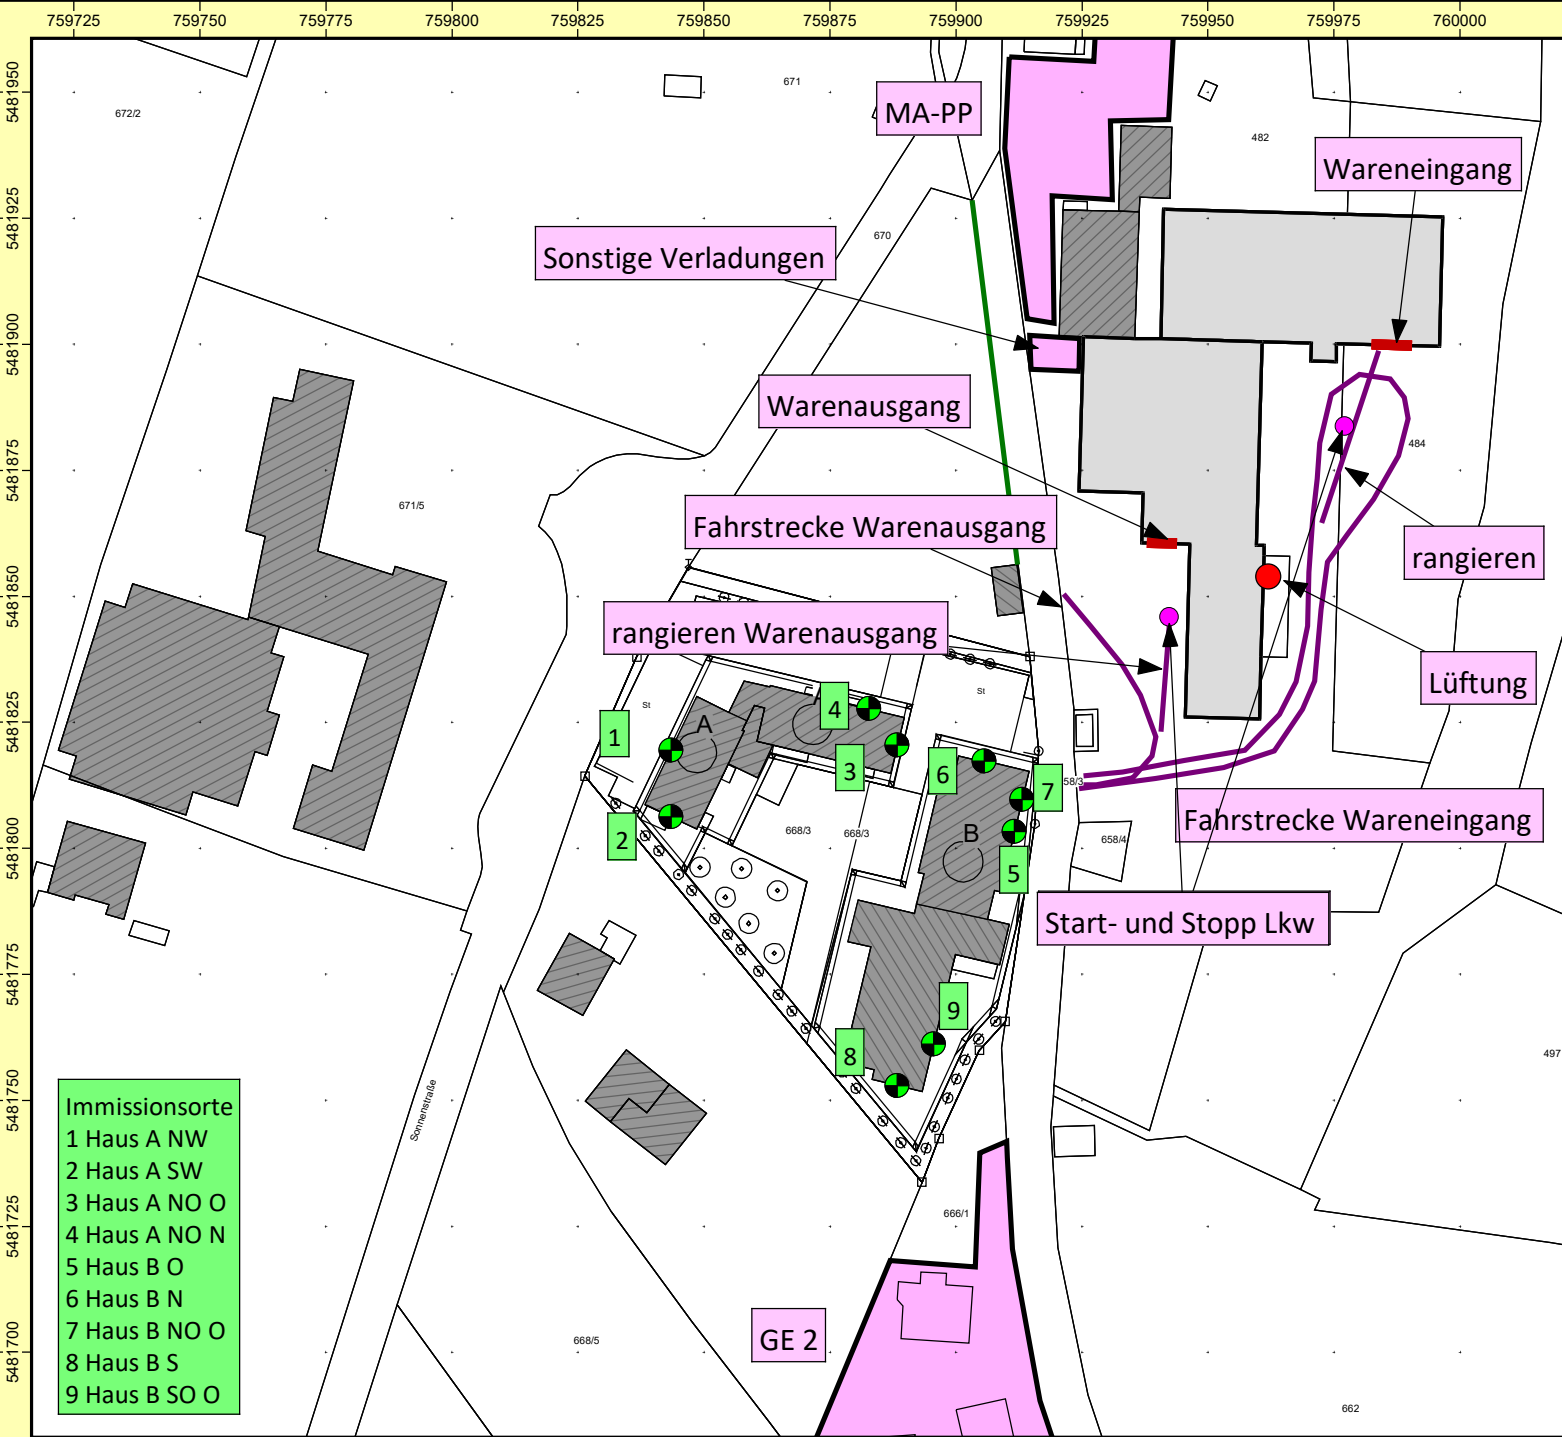 759725 759750 759775 759800 759825 759850 759875 759900 759925 759950 759975 760000
5481950
5481925
5481900
5481875
5481850
5481825
5481800
5481775
5481750
5481725
5481700
672/2
671
MA-PP
482
Wareneingang
670
Sonstige Verladungen
Warenausgang
484
671/5
Fahrstrecke Warenausgang
rangieren
rangieren Warenausgang
Lüftung
St
St
A
4
1
3
6
7
658/3
2
668/3
668/3
B
5
658/4
Fahrstrecke Wareneingang
Start- und Stopp Lkw
9
8
497
Sonnenstraße
Immissionsorte
1 Haus A NW
2 Haus A SW
3 Haus A NO O
4 Haus A NO N
5 Haus B O
6 Haus B N
7 Haus B NO O
8 Haus B S
9 Haus B SO O
666/1
GE 2
668/5
662